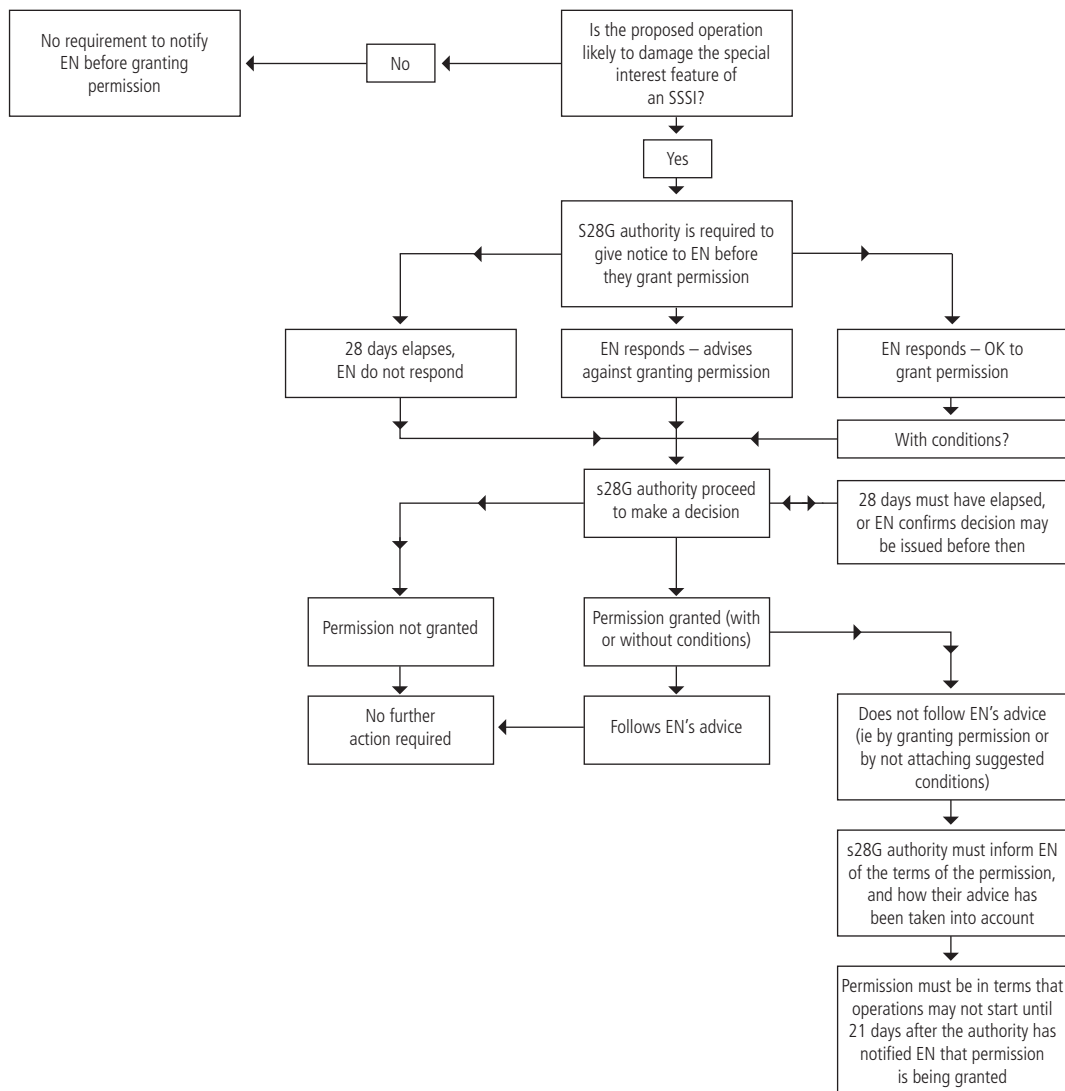 No requirement to notify
EN before granting
permission
No
Is the proposed operation
likely to damage the special
interest feature of
an SSSI?
Yes
S28G authority is required to
give notice to EN before
they grant permission
28 days elapses,
EN do not respond
EN responds – advises
against granting permission
EN responds – OK to
grant permission
With conditions?
s28G authority proceed
to make a decision
28 days must have elapsed,
or EN confirms decision may
be issued before then
Permission not granted
Permission granted (with
or without conditions)
No further
action required
Follows EN’s advice
Does not follow EN’s advice
(ie by granting permission or
by not attaching suggested
conditions)
s28G authority must inform EN
of the terms of the permission,
and how their advice has
been taken into account
Permission must be in terms that
operations may not start until
21 days after the authority has
notified EN that permission
is being granted